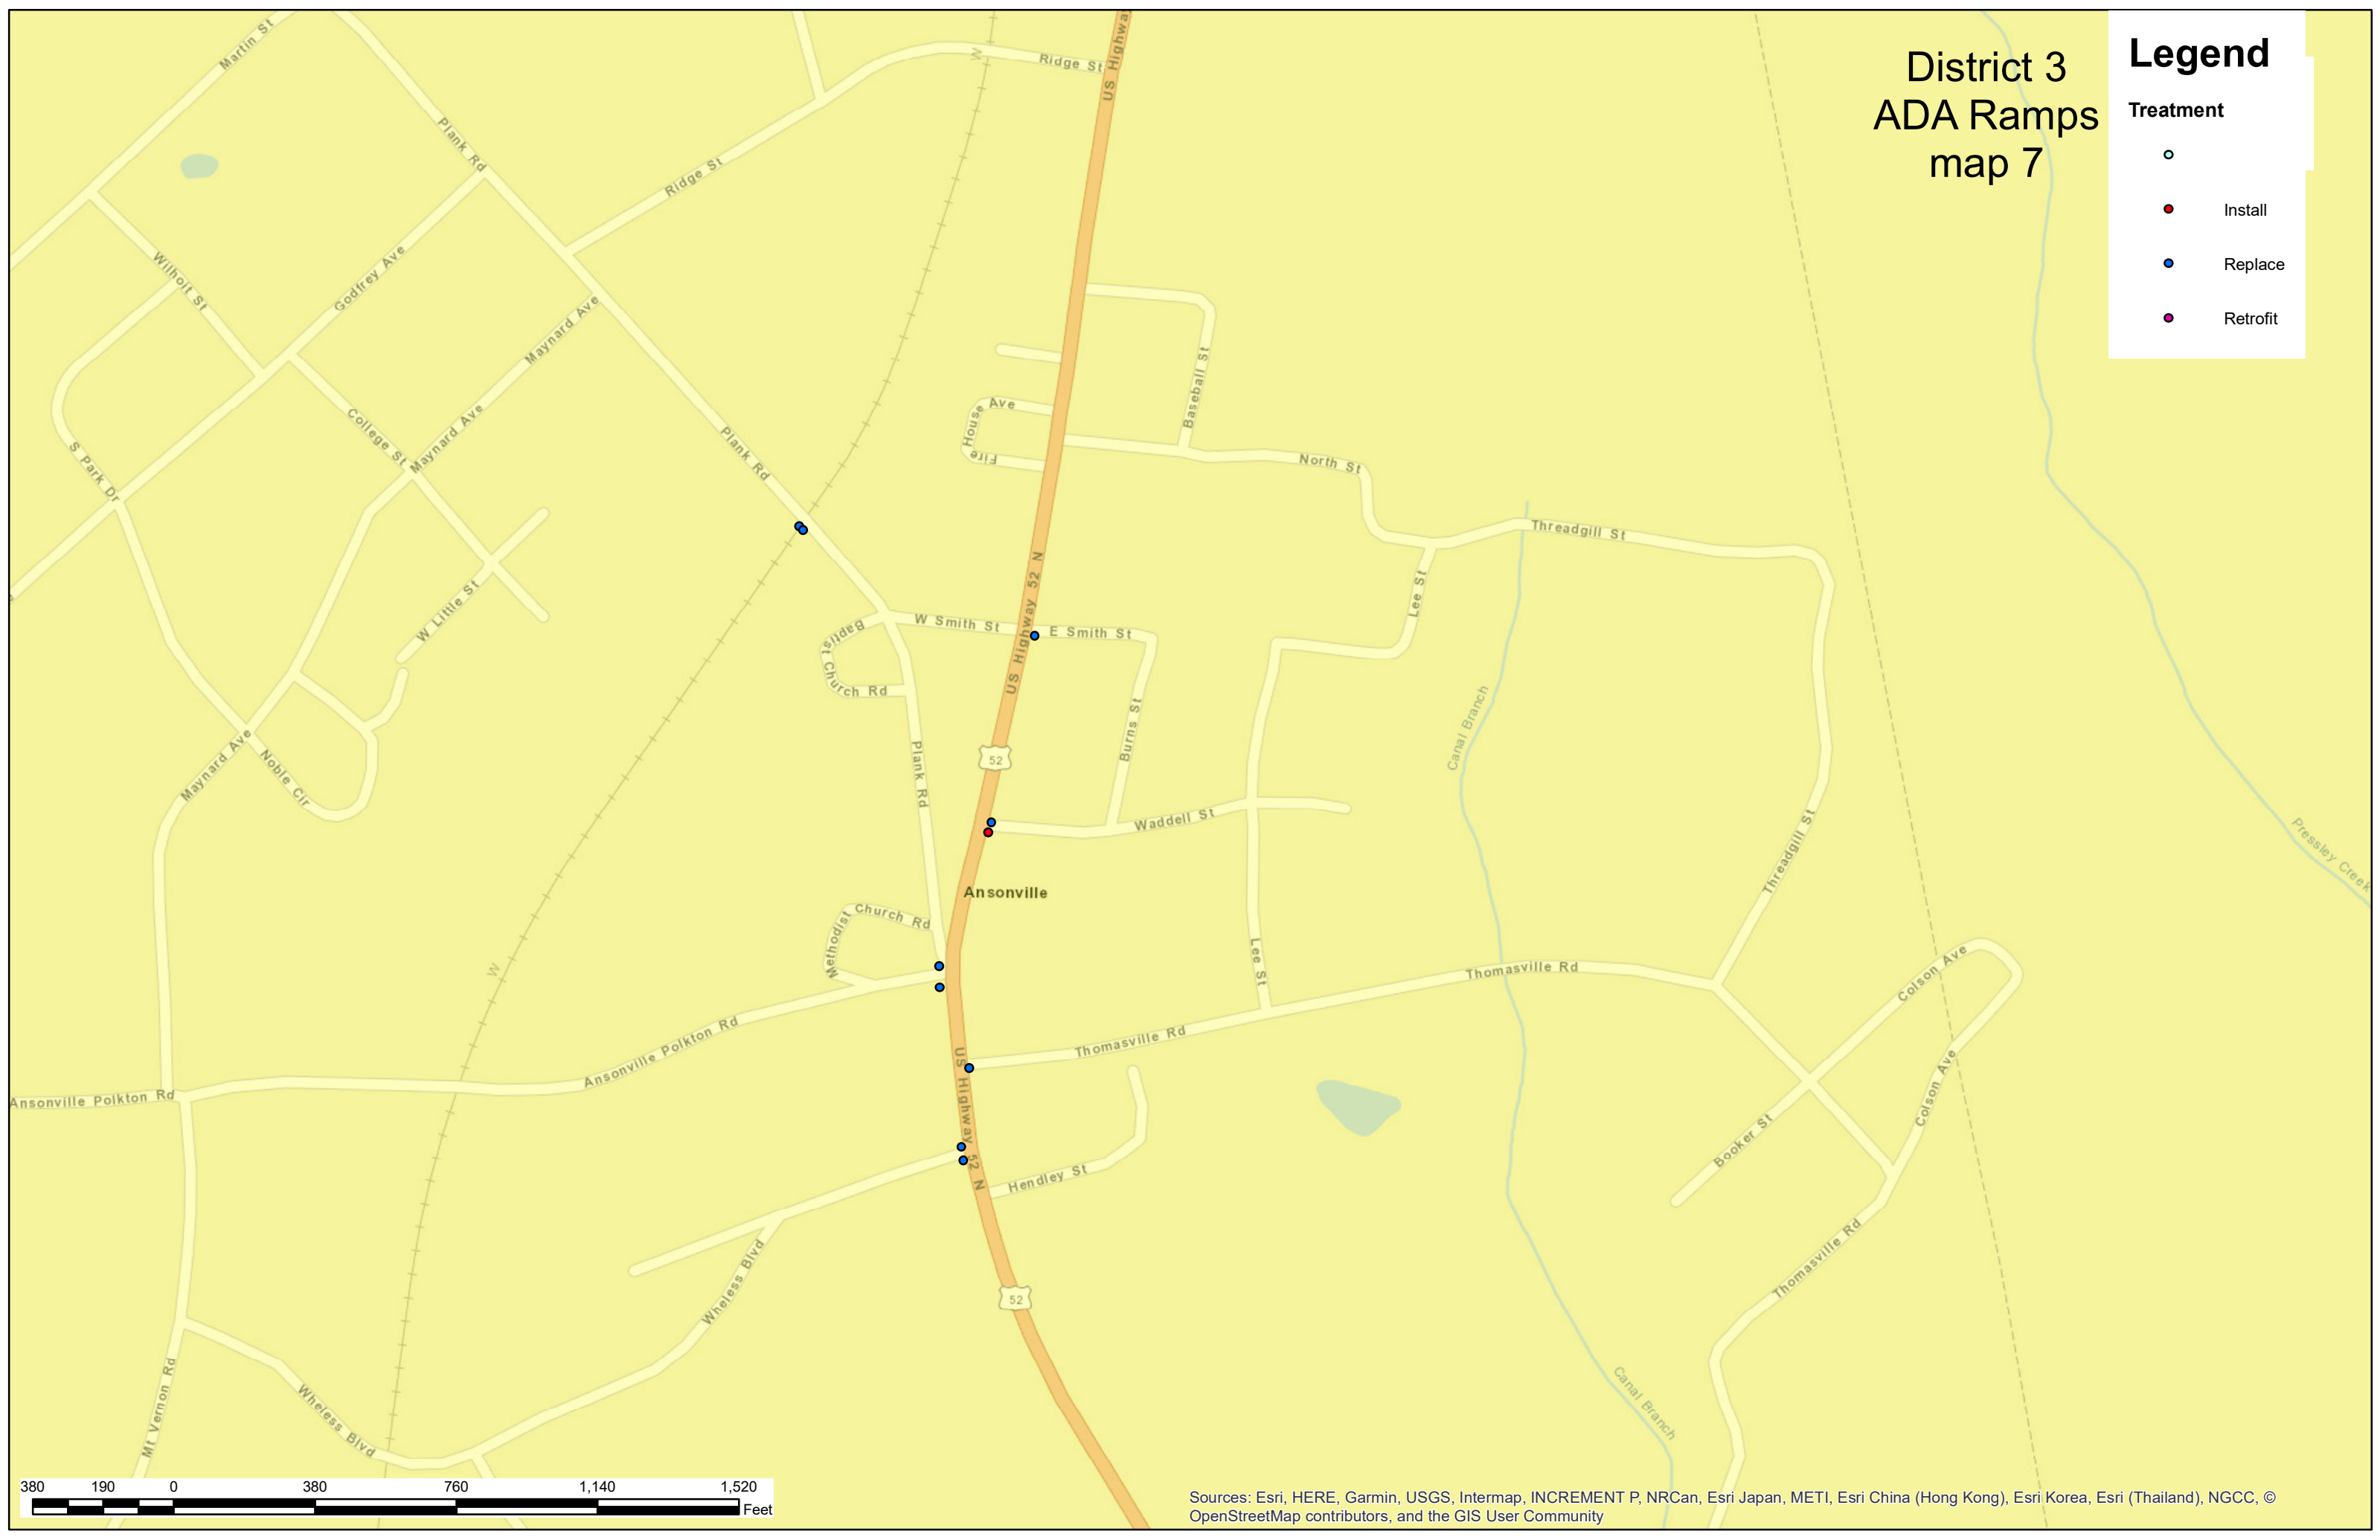 District 3
ADA Ramps
map 7
Legend
Treatment
Install
Replace
Retrofit
Martin St
Plank Rd
Ridge St
Ridge St
US Highway
W
Wilhoit St
Godfrey Ave
Maynard Ave
Maynard Ave
College St
S Park Dr
W Little St
Plank Rd
House Ave
Fire
Baseball St
North St
Threadgill St
Lee St
US Highway 52 N
W Smith St
E Smith St
Baptist Church Rd
Burns St
Canal Branch
52
Plank Rd
Waddell St
Maynard Ave
Noble Cir
Threadgill St
Pressley Creek
Ansonville
Methodist Church Rd
Lee St
W
Thomasville Rd
Colson Ave
Ansonville Polkton Rd
Thomasville Rd
US Highway 52 N
Ansonville Polkton Rd
Colson Ave
Booker St
Hendley St
Wheless Blvd
52
Thomasville Rd
Mt Vernon Rd
Wheless Blvd
Canal Branch
380 190 0 380 760 1,140 1,520
Feet
Sources: Esri, HERE, Garmin, USGS, Intermap, INCREMENT P, NRCan, Esri Japan, METI, Esri China (Hong Kong), Esri Korea, Esri (Thailand), NGCC, ©
OpenStreetMap contributors, and the GIS User Community